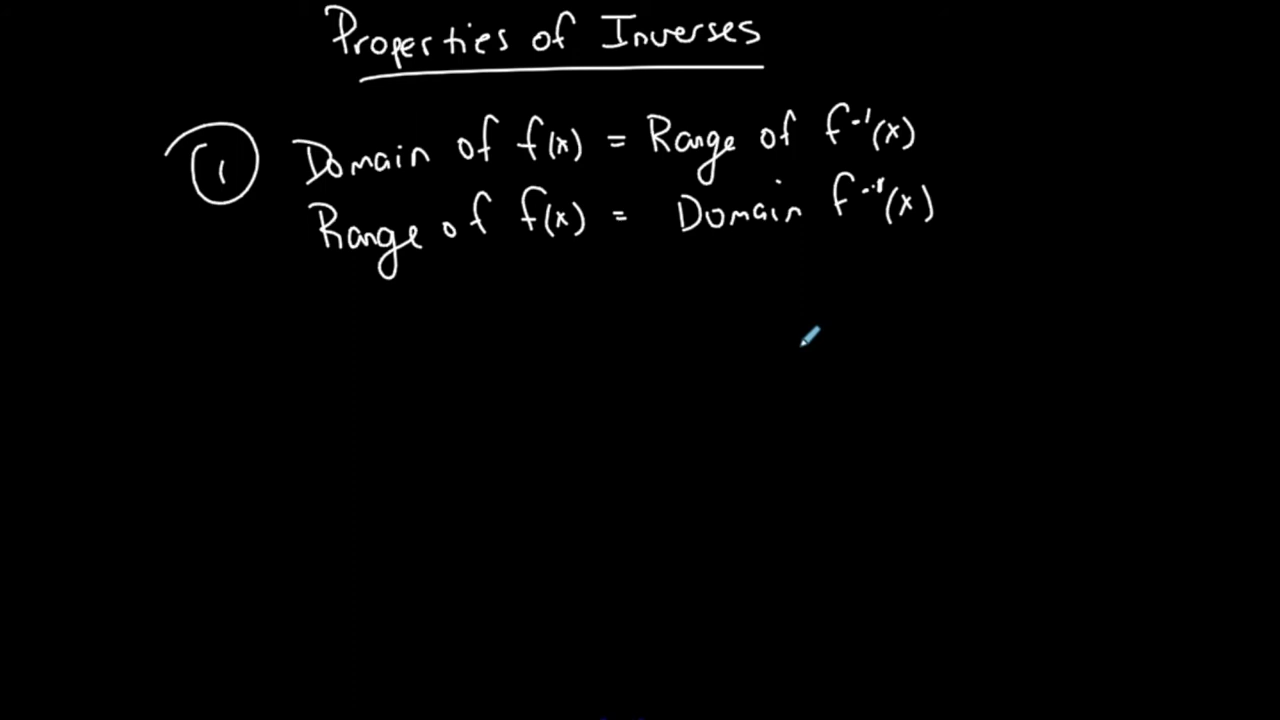 Properties of Inverses
① Domain of f(x) = Range of f⁻¹(x)
Range of f(x) = Domain f⁻¹(x)